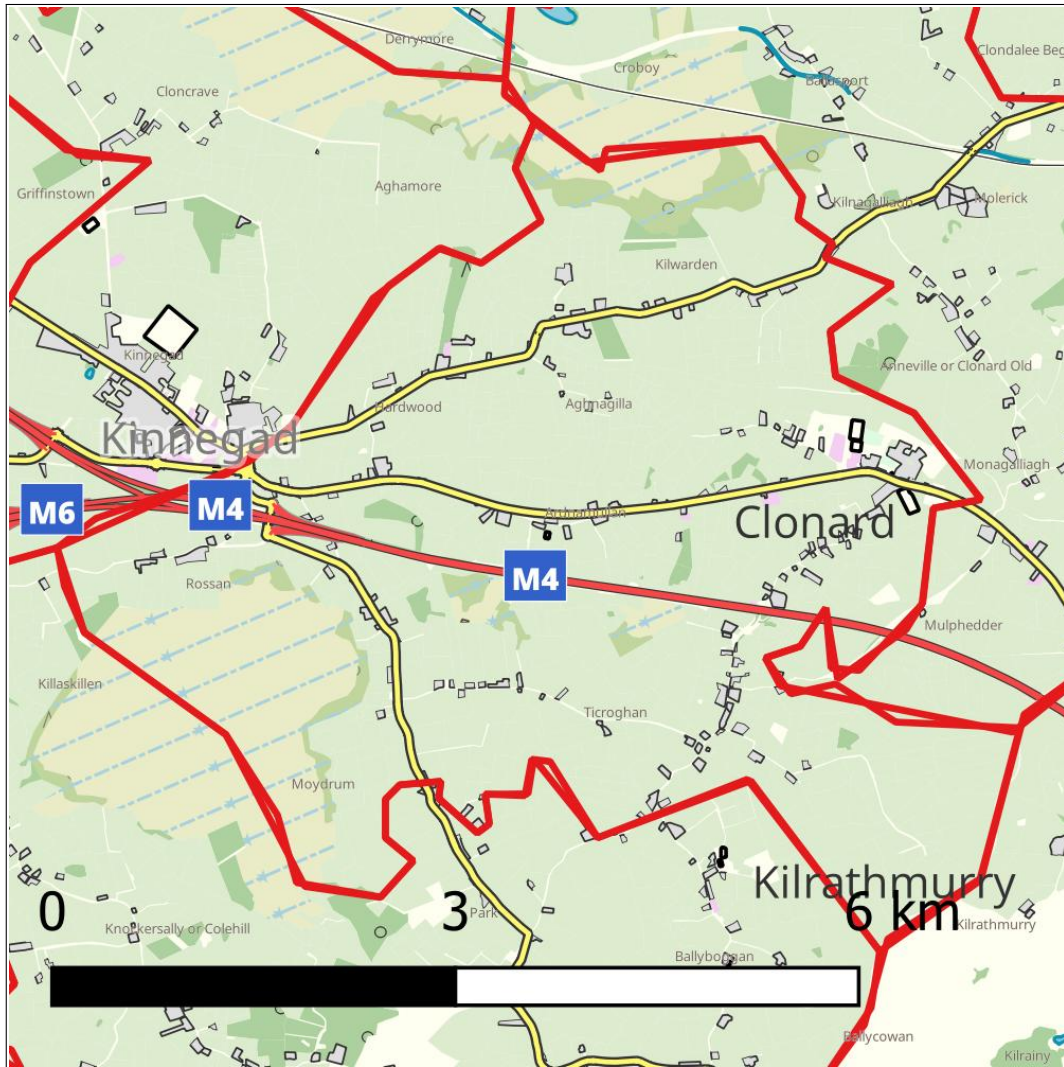 Derrymore
Croboy
Clondalee Beg
Cloncrave
Ballasport
Griffinstown
Aghamore
Kilnagalliagh
Molerick
Kilwarden
Kinnegad
Anneville or Clonard Old
Hardwood
Aghnagilla
Kinnegad
Monagalliagh
M6
M4
Clonard
M4
Rossan
Mulphedder
Killaskillen
Ticroghan
Moydrum
Kilrathmurry
0
3
6 km
Park
Knockersally or Colehill
Kilrathmurry
Ballyboggan
Ballycowan
Kilrainy